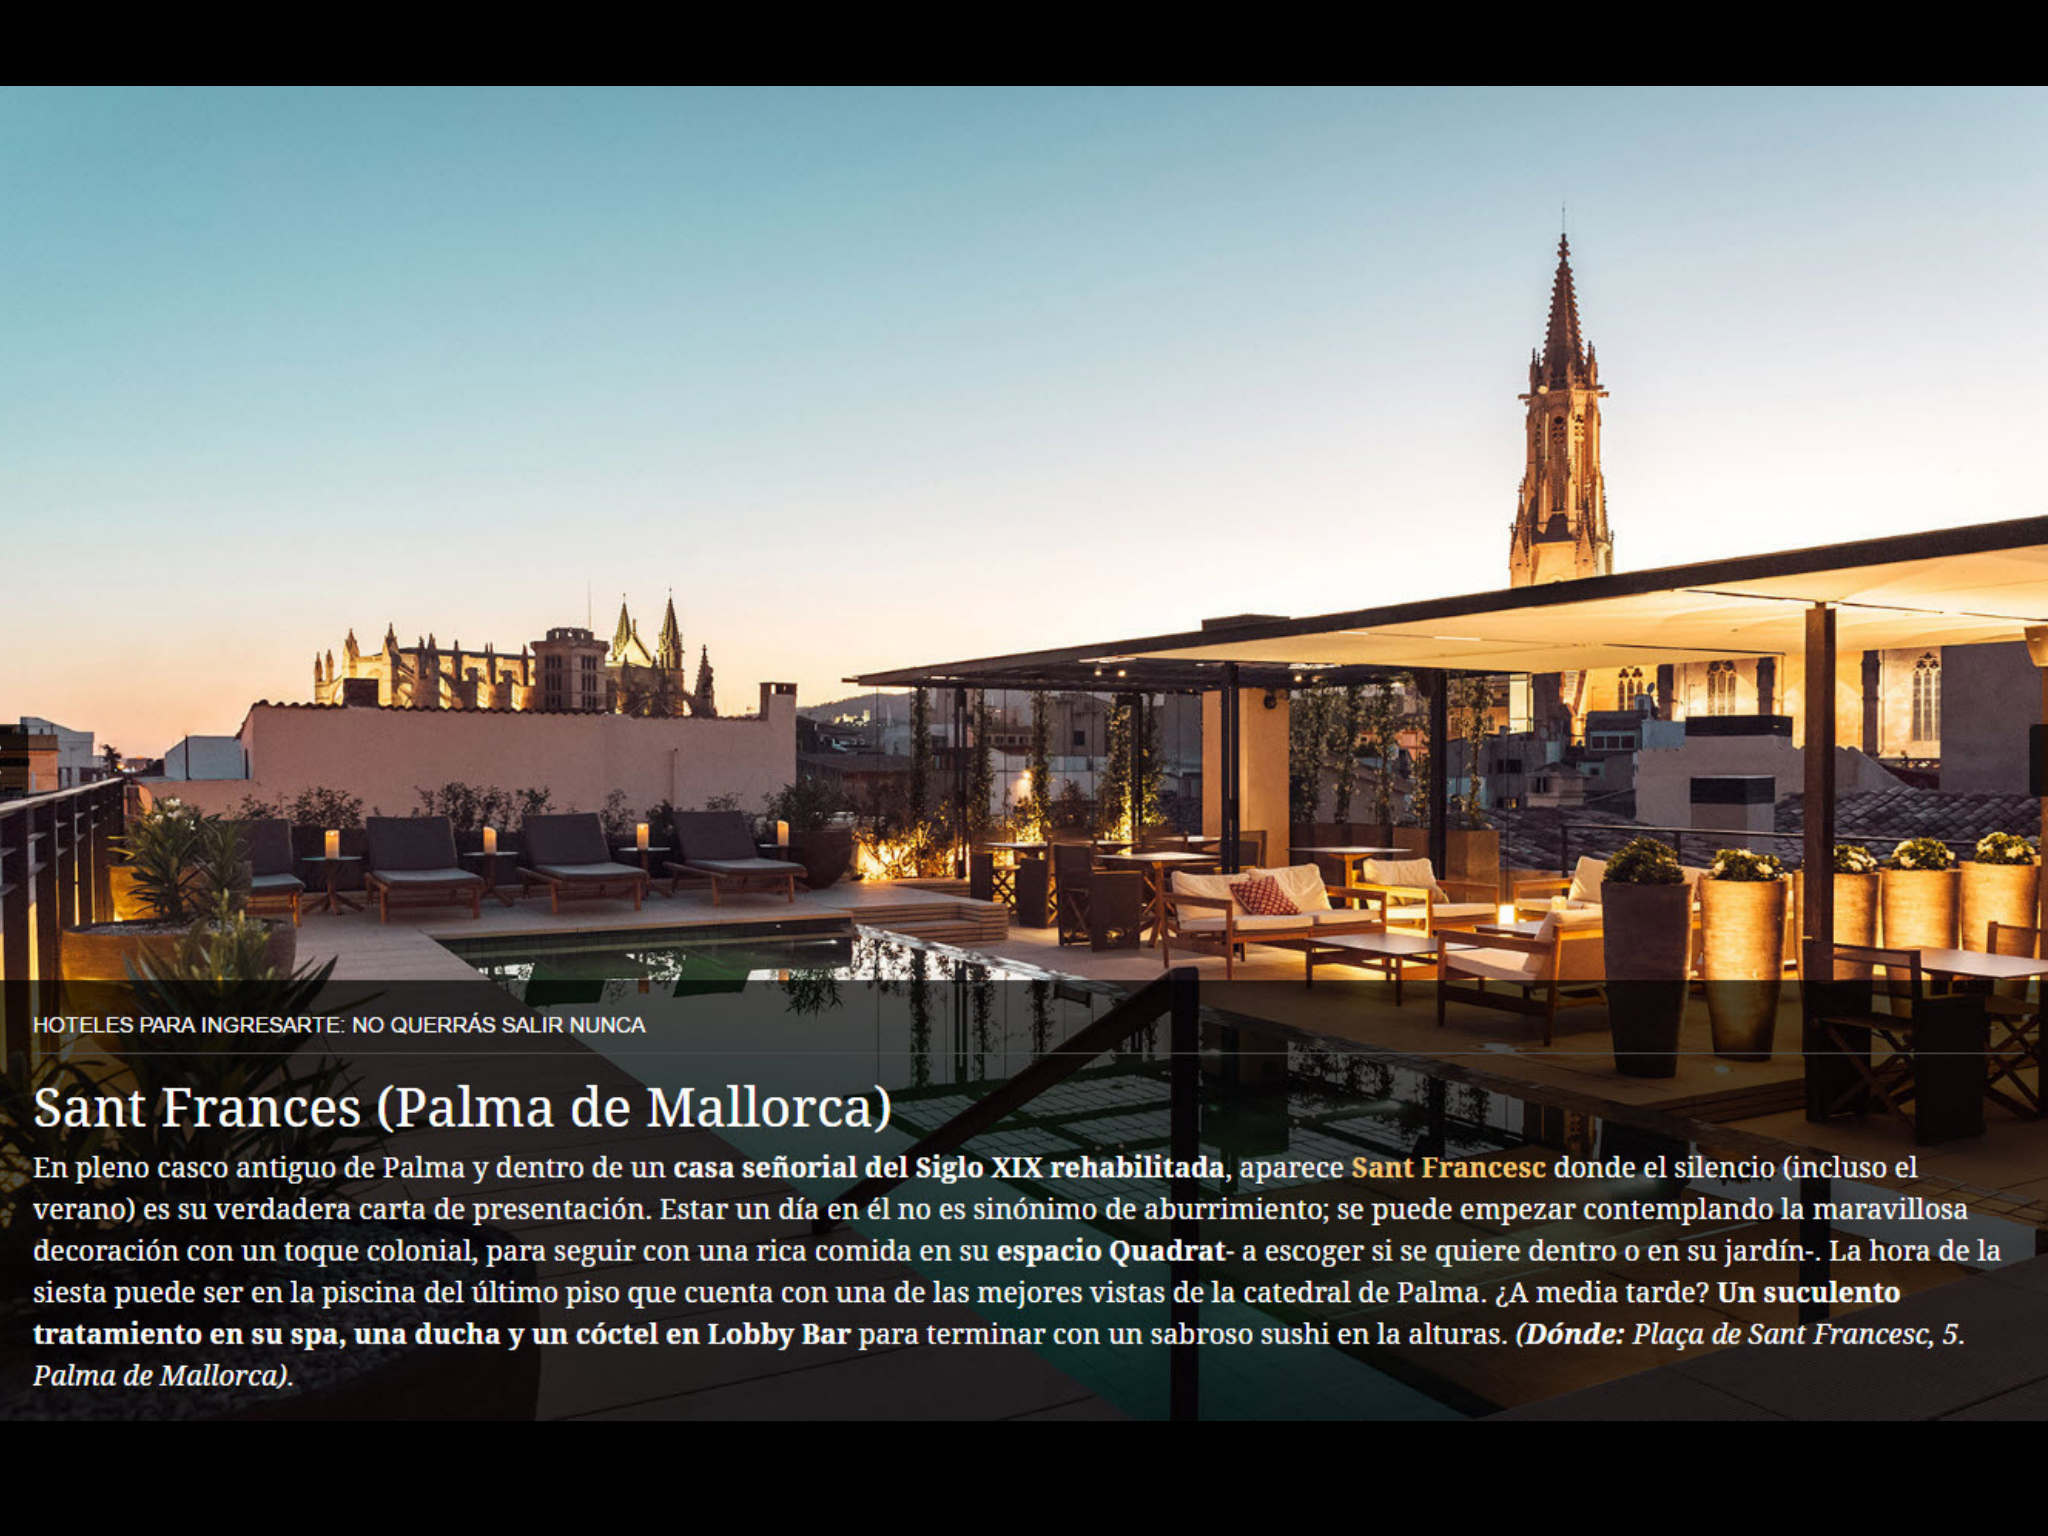 HOTELES PARA INGRESARTE: NO QUERRÁS SALIR NUNCA
Sant Frances (Palma de Mallorca)
En pleno casco antiguo de Palma y dentro de un casa señorial del Siglo XIX rehabilitada, aparece Sant Francesc donde el silencio (incluso el
verano) es su verdadera carta de presentación. Estar un día en él no es sinónimo de aburrimiento; se puede empezar contemplando la maravillosa
decoración con un toque colonial, para seguir con una rica comida en su espacio Quadrat- a escoger si se quiere dentro o en su jardín-. La hora de la
siesta puede ser en la piscina del último piso que cuenta con una de las mejores vistas de la catedral de Palma. ¿A media tarde? Un suculento
tratamiento en su spa, una ducha y un cóctel en Lobby Bar para terminar con un sabroso sushi en la alturas. (Dónde: Plaça de Sant Francesc, 5.
Palma de Mallorca).